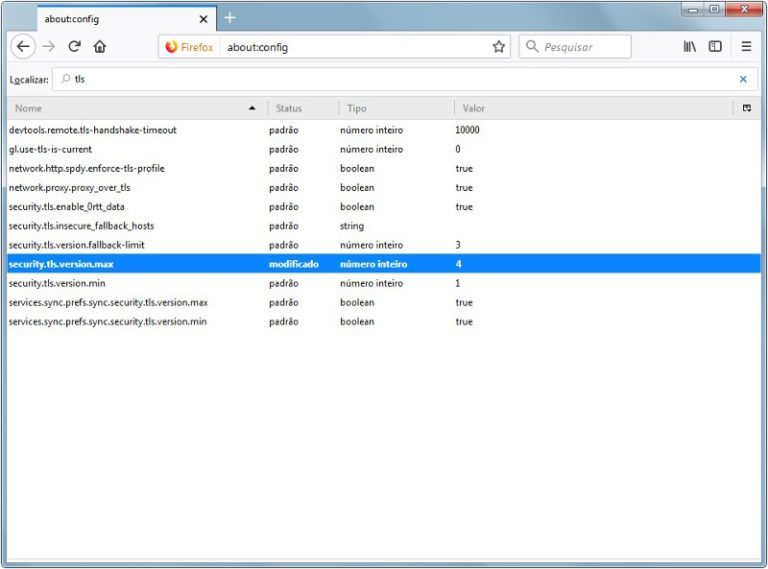 about:config
Firefox about:config Pesquisar
Localizar: tls
Nome Status Tipo Valor
devtools.remote.tls-handshake-timeout padrão número inteiro 10000
gl.use-tls-is-current padrão número inteiro 0
network.http.spdy.enforce-tls-profile padrão boolean true
network.proxy.proxy_over_tls padrão boolean true
security.tls.enable_0rtt_data padrão boolean true
security.tls.insecure_fallback_hosts padrão string
security.tls.version.fallback-limit padrão número inteiro 3
security.tls.version.max modificado número inteiro 4
security.tls.version.min padrão número inteiro 1
services.sync.prefs.sync.security.tls.version.max padrão boolean true
services.sync.prefs.sync.security.tls.version.min padrão boolean true